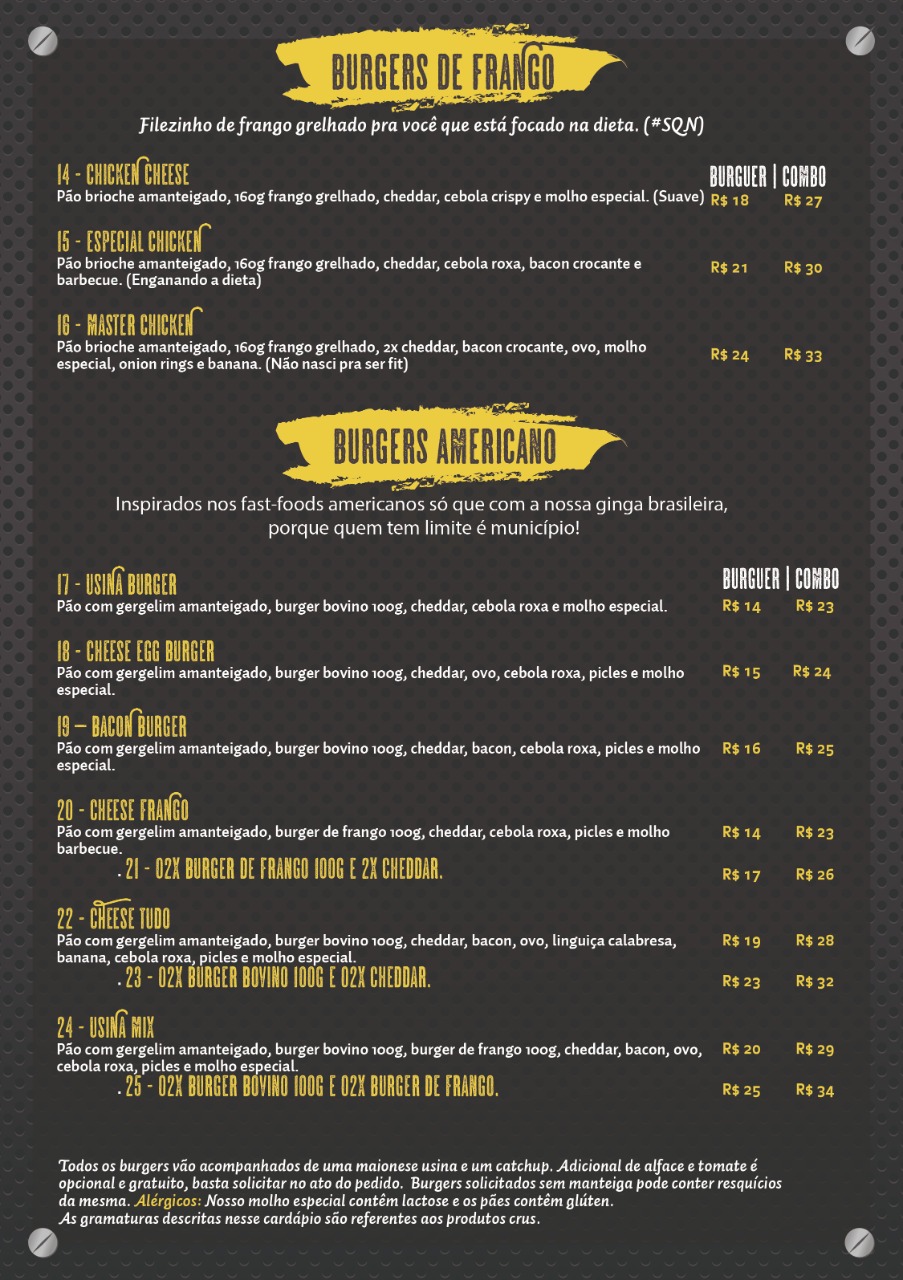 BURGERS DE FRANGO
Filezinho de frango grelhado pra você que está focado na dieta. (#SQN)
14 - CHICKEN CHEESE
BURGUER | COMBO
Pão brioche amanteigado, 160g frango grelhado, cheddar, cebola crispy e molho especial. (Suave) R$ 18 R$ 27
15 - ESPECIAL CHICKEN
Pão brioche amanteigado, 160g frango grelhado, cheddar, cebola roxa, bacon crocante e
barbecue. (Enganando a dieta)
R$ 21 R$ 30
16 - MASTER CHICKEN
Pão brioche amanteigado, 160g frango grelhado, 2x cheddar, bacon crocante, ovo, molho
especial, onion rings e banana. (Não nasci pra ser fit)
R$ 24 R$ 33
BURGERS AMERICANO
Inspirados nos fast-foods americanos só que com a nossa ginga brasileira,
porque quem tem limite é município!
BURGUER | COMBO
17 - USINA BURGER
Pão com gergelim amanteigado, burger bovino 100g, cheddar, cebola roxa e molho especial. R$ 14 R$ 23
18 - CHEESE EGG BURGER
Pão com gergelim amanteigado, burger bovino 100g, cheddar, ovo, cebola roxa, picles e molho R$ 15 R$ 24
especial.
19 – BACON BURGER
Pão com gergelim amanteigado, burger bovino 100g, cheddar, bacon, cebola roxa, picles e molho R$ 16 R$ 25
especial.
20 - CHEESE FRANGO
Pão com gergelim amanteigado, burger de frango 100g, cheddar, cebola roxa, picles e molho R$ 14 R$ 23
barbecue.
. 21 - 02X BURGER DE FRANGO 100G E 2X CHEDDAR. R$ 17 R$ 26
22 - CHEESE TUDO
Pão com gergelim amanteigado, burger bovino 100g, cheddar, bacon, ovo, linguiça calabresa, R$ 19 R$ 28
banana, cebola roxa, picles e molho especial.
. 23 - 02X BURGER BOVINO 100G E 02X CHEDDAR. R$ 23 R$ 32
24 - USINA MIX
Pão com gergelim amanteigado, burger bovino 100g, burger de frango 100g, cheddar, bacon, ovo, R$ 20 R$ 29
cebola roxa, picles e molho especial.
. 25 - 02X BURGER BOVINO 100G E 02X BURGER DE FRANGO. R$ 25 R$ 34
Todos os burgers vão acompanhados de uma maionese usina e um catchup. Adicional de alface e tomate é
opcional e gratuito, basta solicitar no ato do pedido. Burgers solicitados sem manteiga pode conter resquícios
da mesma. Alérgicos: Nosso molho especial contêm lactose e os pães contêm glúten.
As gramaturas descritas nesse cardápio são referentes aos produtos crus.